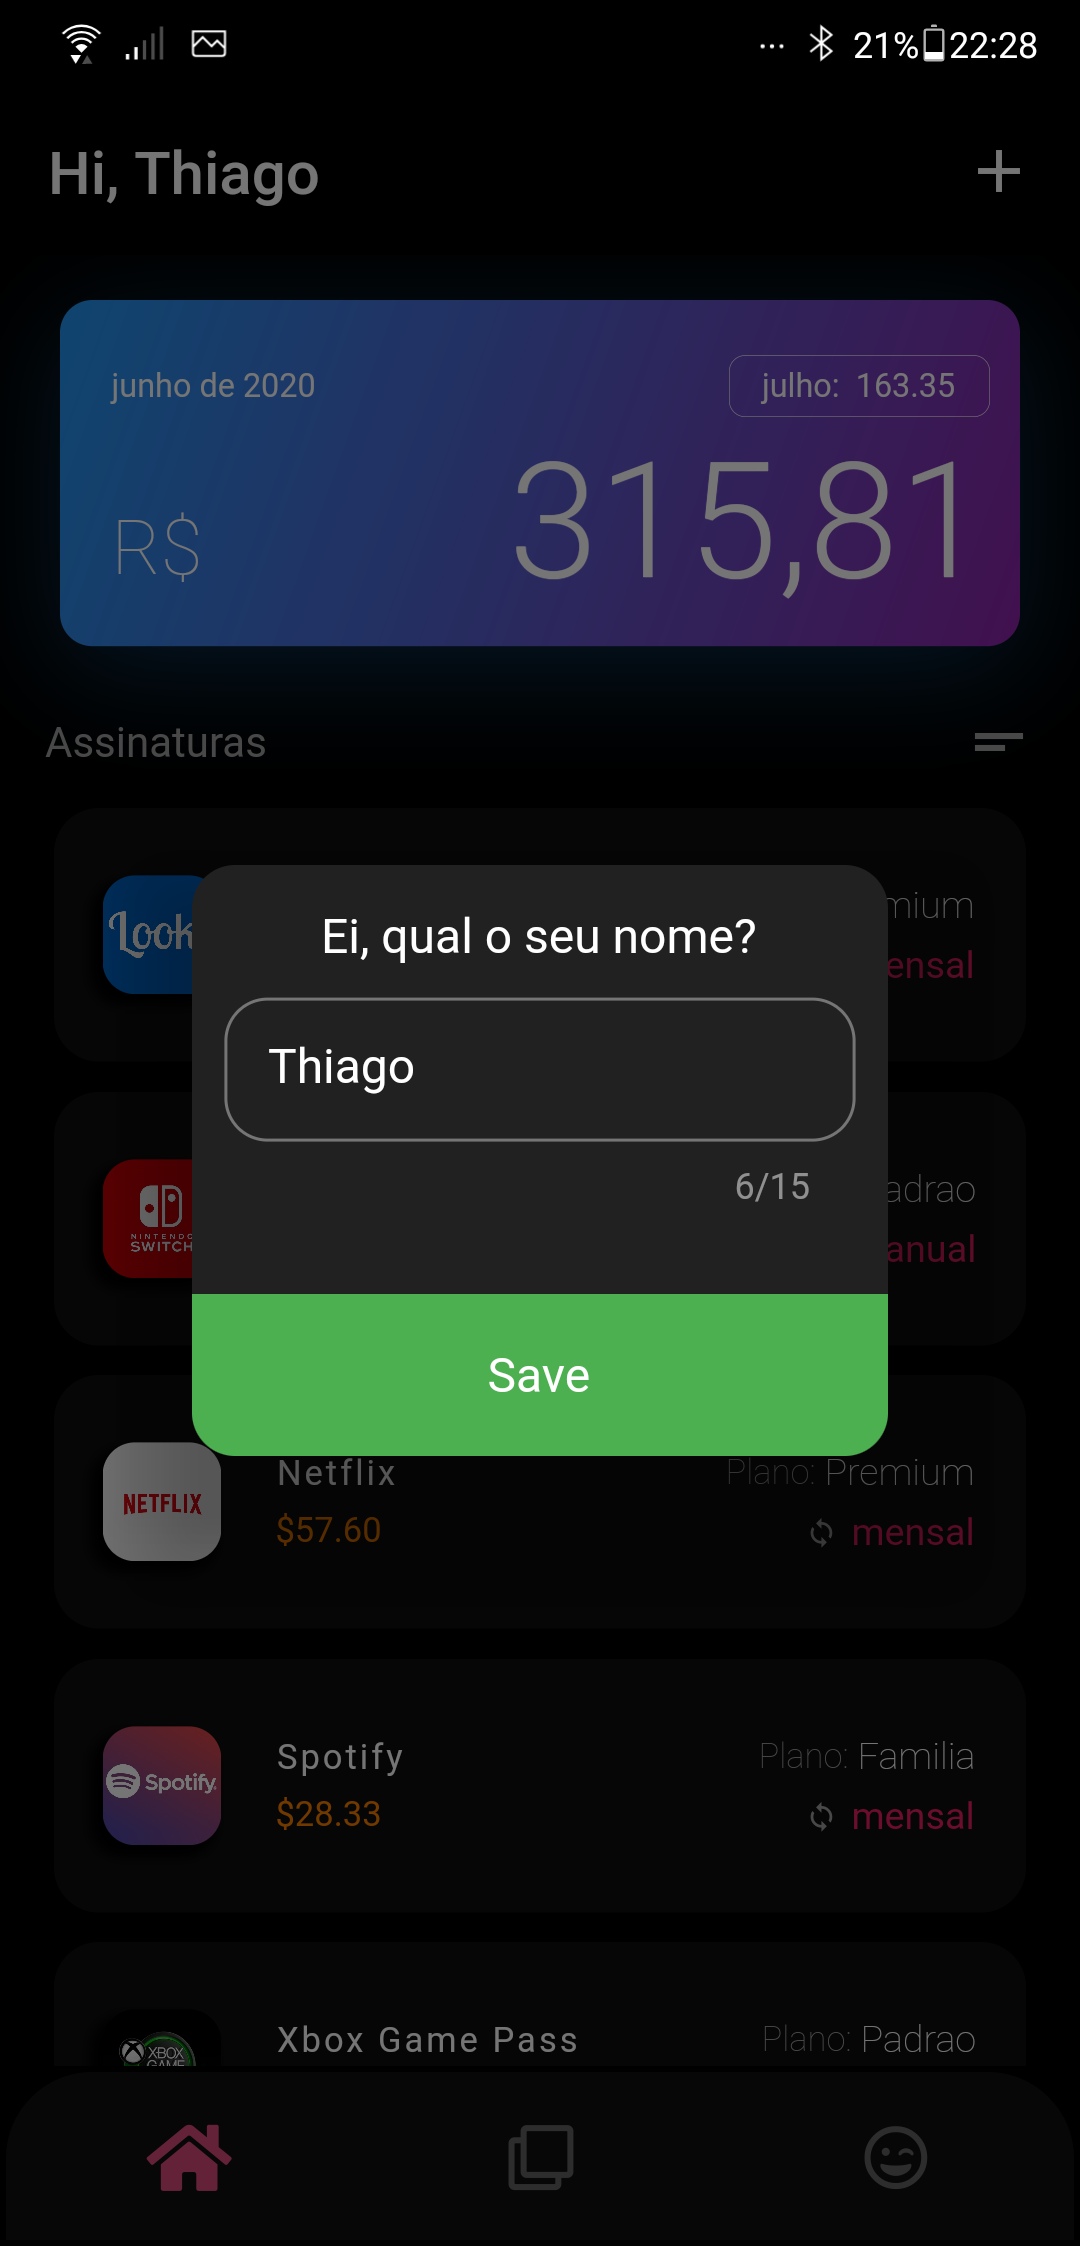 21% 22:28
Hi, Thiago
junho de 2020
julho: 163.35
R$ 315,81
Assinaturas
Look
mium
ensal
Ei, qual o seu nome?
Thiago
6/15
NINTENDO
SWITCH
adrao
anual
Save
NETFLIX
Netflix
Plano: Premium
$57.60
mensal
Spotify
Spotify
Plano: Familia
$28.33
mensal
XBOX
GAME
Xbox Game Pass
Plano: Padrao